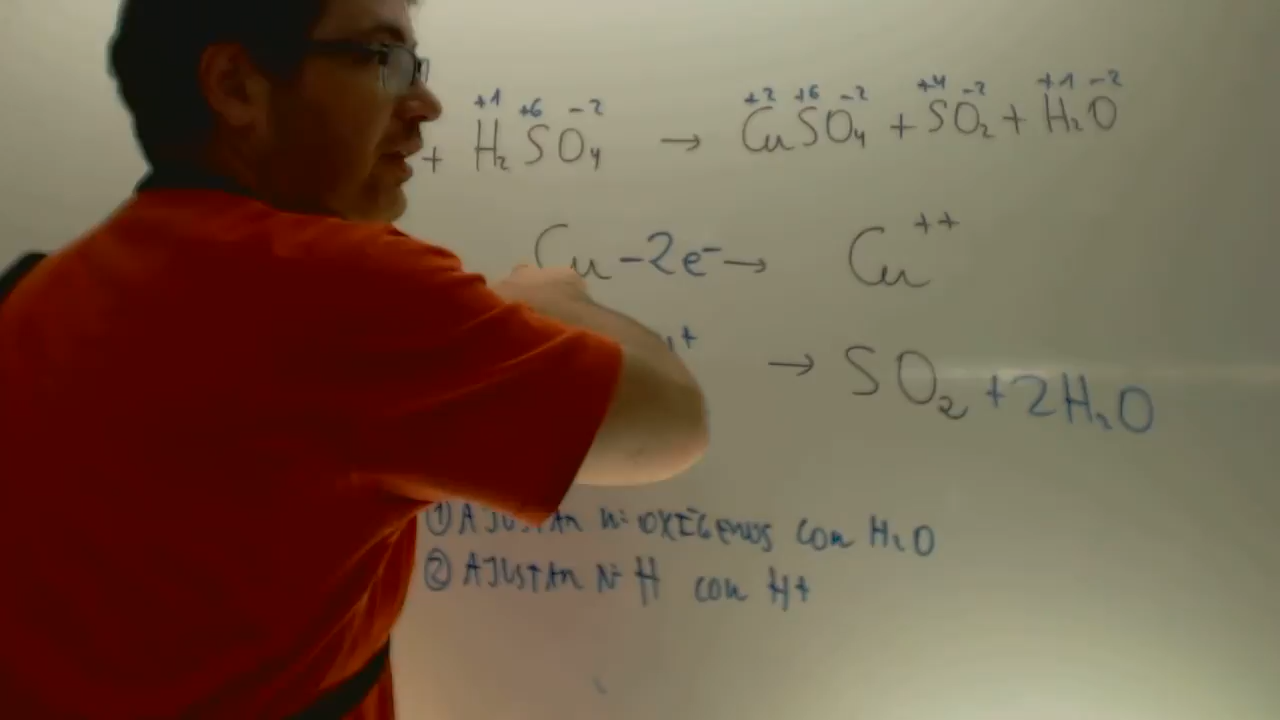 +1 +6 -2 +2 +6 -2 +4 -2 +1 -2
+ H₂SO₄ → CuSO₄ + SO₂ + H₂O
Cu -2e⁻ → Cu⁺⁺
+ → SO₂ + 2H₂O
① AJUSTAR Nº OXÍGENOS CON H₂O
② AJUSTAR Nº H CON H+